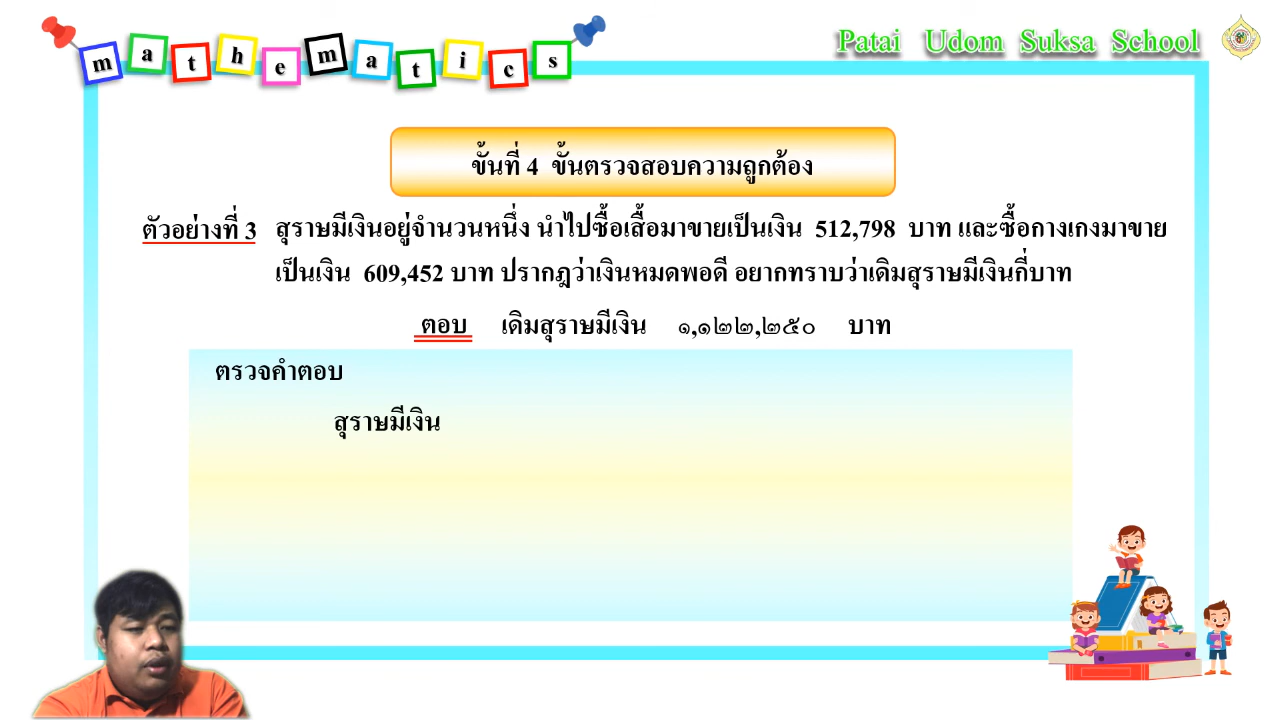 mathematics
Patai Udom Suksa School
ขั้นที่ 4 ขั้นตรวจสอบความถูกต้อง
ตัวอย่างที่ 3 สุราษมีเงินอยู่จำนวนหนึ่ง นำไปซื้อเสื้อมาขายเป็นเงิน 512,798 บาท และซื้อกางเกงมาขาย
เป็นเงิน 609,452 บาท ปรากฎว่าเงินหมดพอดี อยากทราบว่าเดิมสุราษมีเงินกี่บาท
ตอบ เดิมสุราษมีเงิน ๑,๑๒๒,๒๕๐ บาท
ตรวจคำตอบ
สุราษมีเงิน